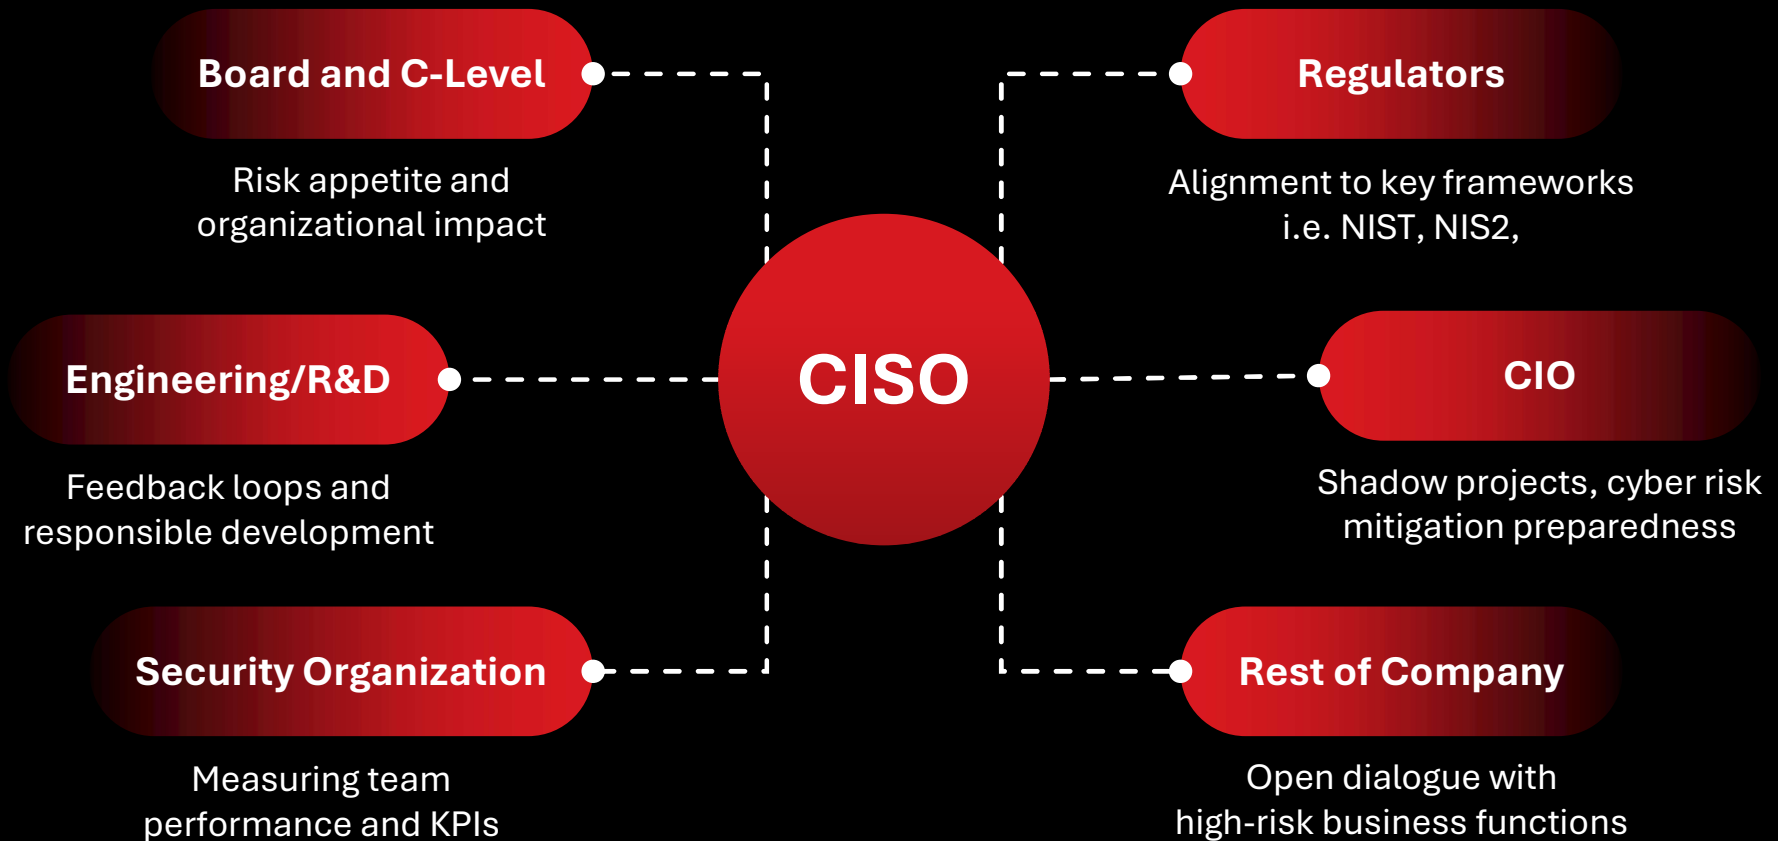 Board and C-Level
Risk appetite and
organizational impact
Engineering/R&D
Feedback loops and
responsible development
Security Organization
Measuring team
performance and KPIs
CISO
Regulators
Alignment to key frameworks
i.e. NIST, NIS2,
CIO
Shadow projects, cyber risk
mitigation preparedness
Rest of Company
Open dialogue with
high-risk business functions